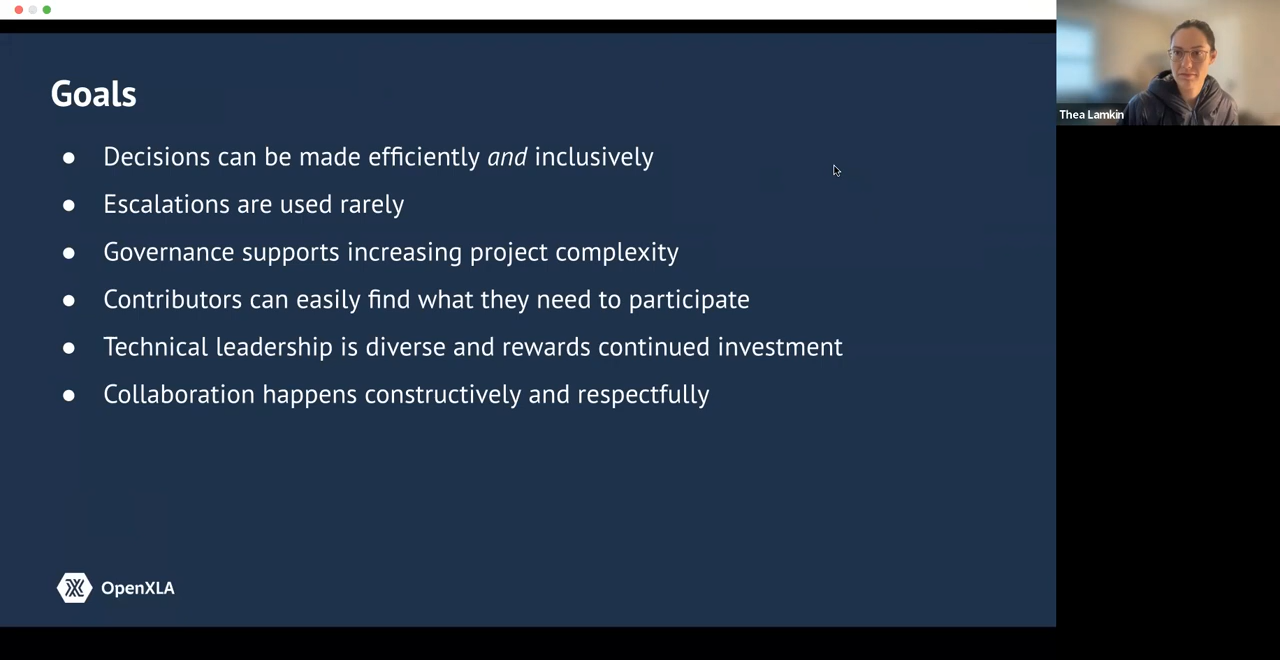 Goals
● Decisions can be made efficiently and inclusively
● Escalations are used rarely
● Governance supports increasing project complexity
● Contributors can easily find what they need to participate
● Technical leadership is diverse and rewards continued investment
● Collaboration happens constructively and respectfully
OpenXLA
Thea Lamkin